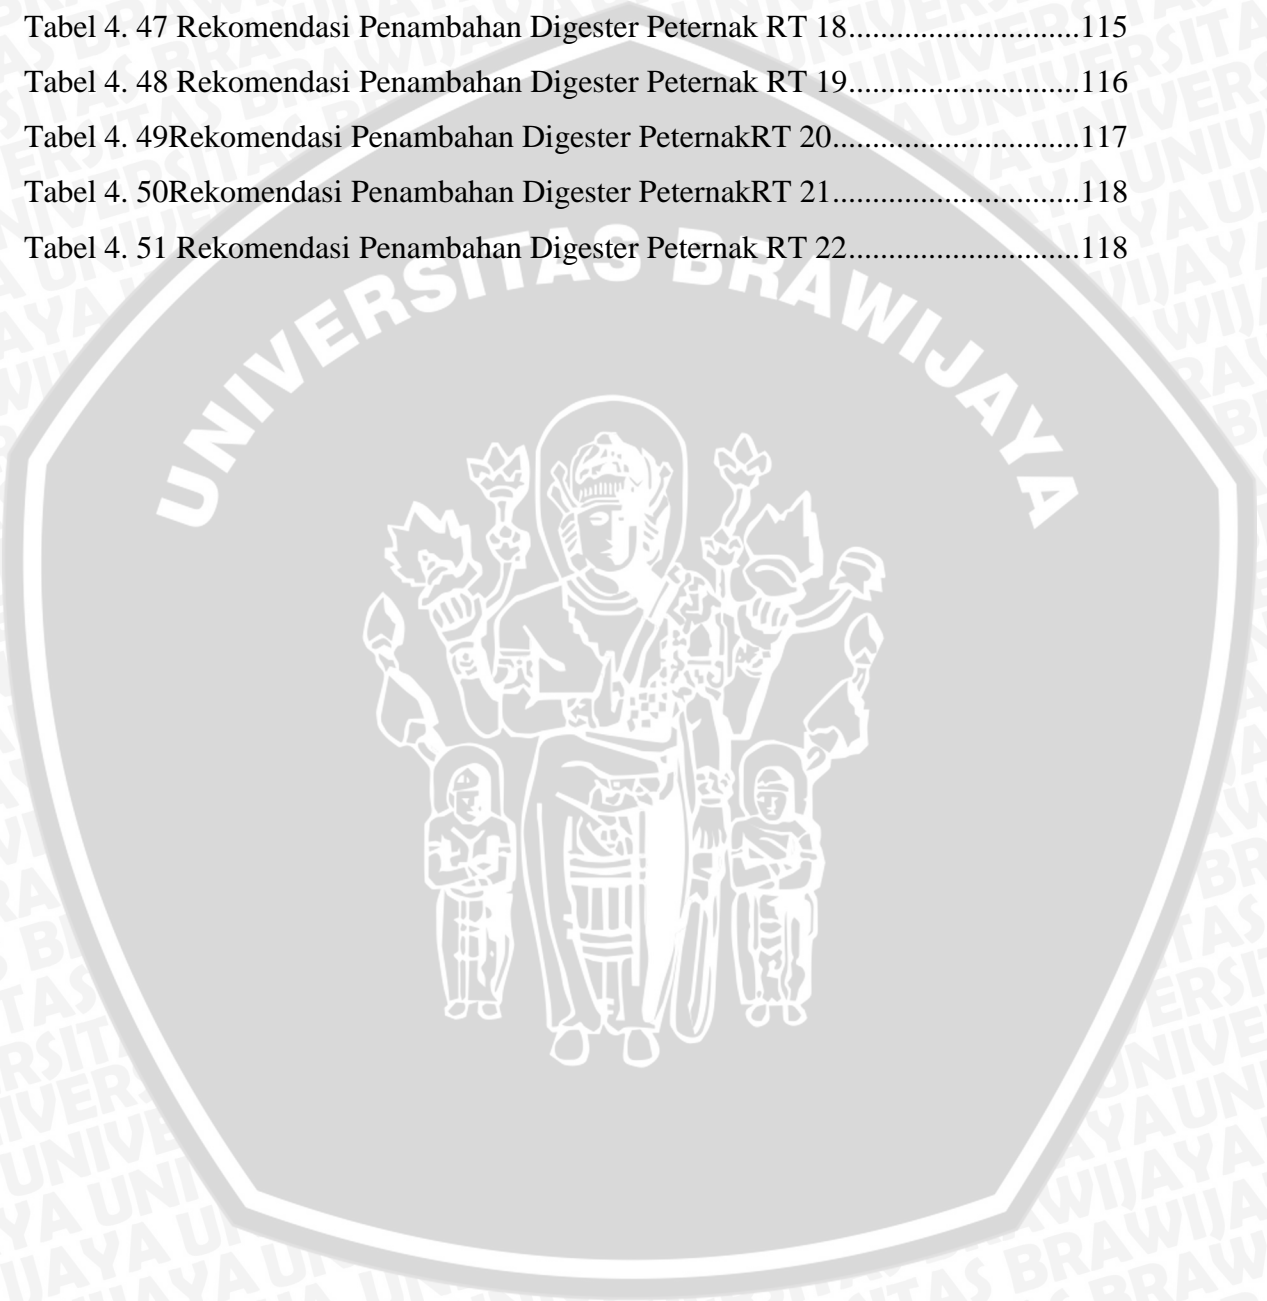 Tabel 4. 47 Rekomendasi Penambahan Digester Peternak RT 18.............................115
Tabel 4. 48 Rekomendasi Penambahan Digester Peternak RT 19.............................116
Tabel 4. 49Rekomendasi Penambahan Digester PeternakRT 20...............................117
Tabel 4. 50Rekomendasi Penambahan Digester PeternakRT 21...............................118
Tabel 4. 51 Rekomendasi Penambahan Digester Peternak RT 22.............................118
UNIVERSITAS BRAWIJAYA